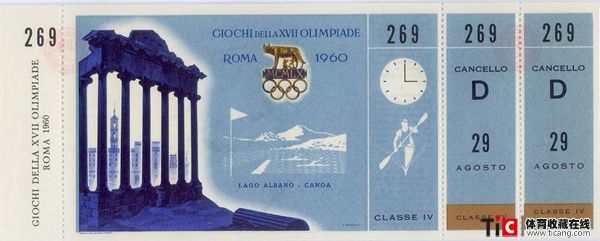 269
GIOCHI DELLA XVII OLIMPIADE
ROMA 1960
GIOCHI DELLA XVII OLIMPIADE
ROMA 1960
MCMLX
LAGO ALBANO - CANOA
269
CLASSE IV
269
CANCELLO
D
29
AGOSTO
CLASSE IV
269
CANCELLO
D
29
AGOSTO
TiC 体育收藏在线
www.ticang.com